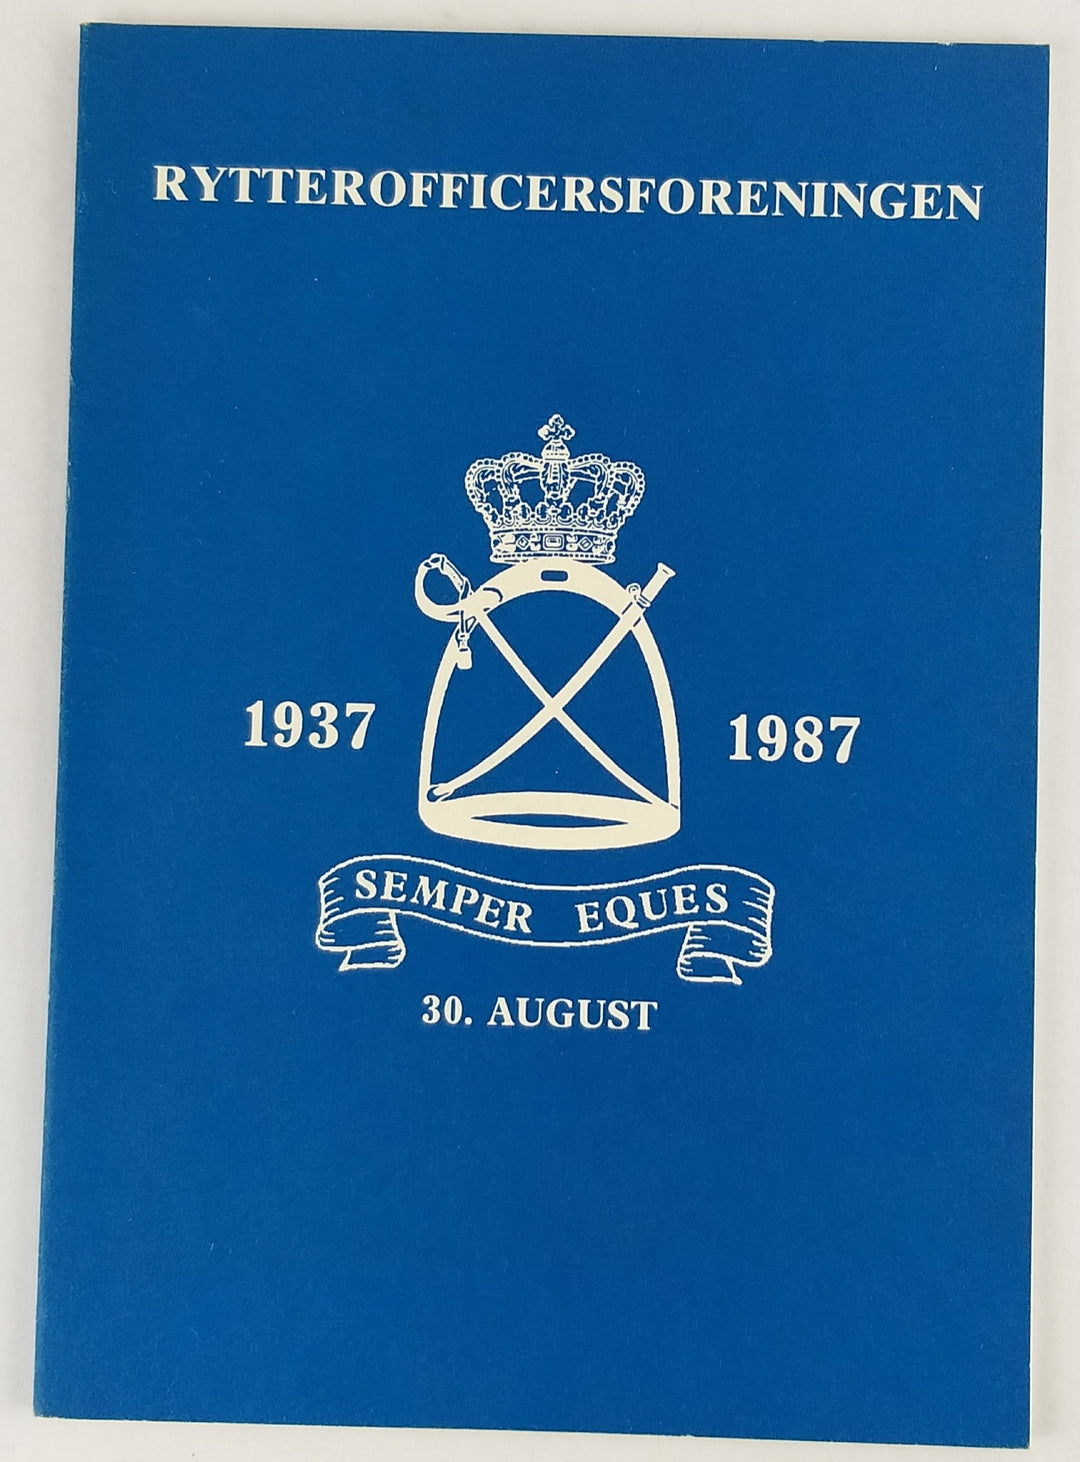 RYTTEROFFICERSFORENINGEN
1937 1987
SEMPER EQUES
30. AUGUST